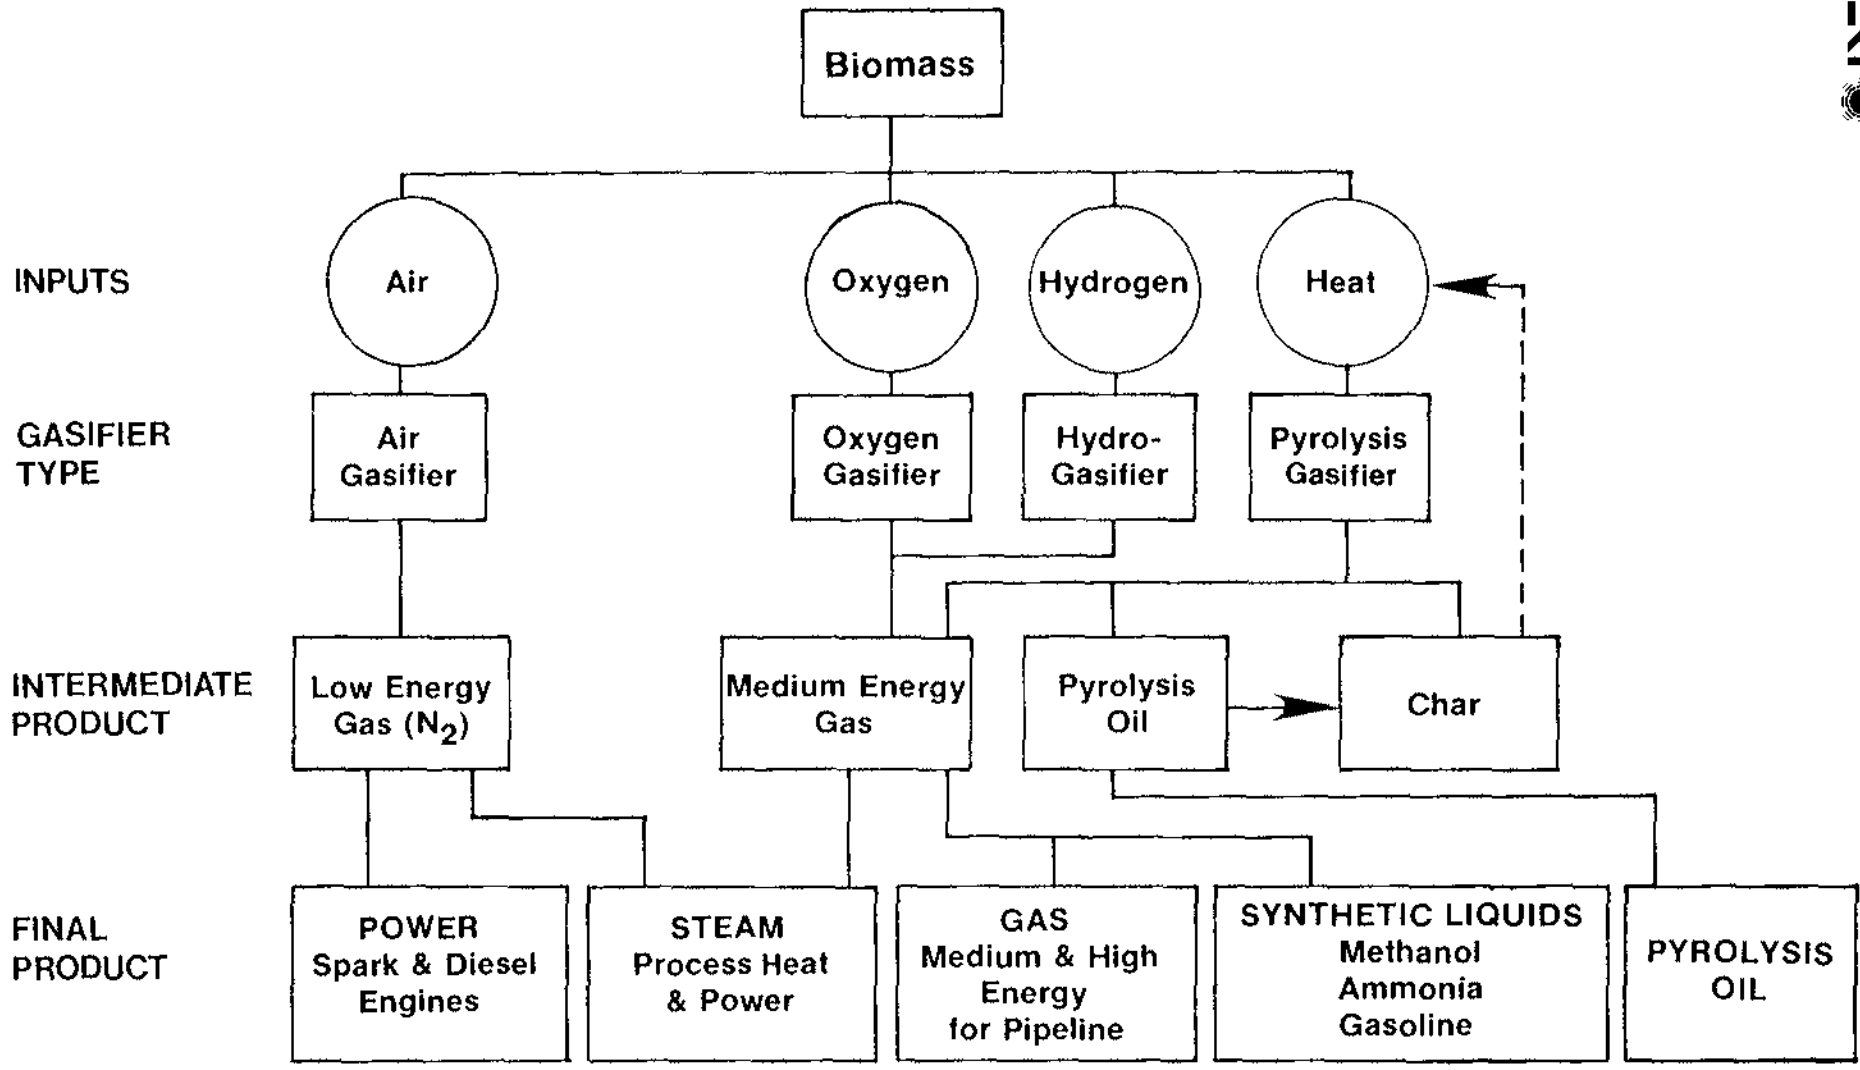 Biomass
INPUTS
Air
Oxygen
Hydrogen
Heat
GASIFIER
TYPE
Air
Gasifier
Oxygen
Gasifier
Hydro-
Gasifier
Pyrolysis
Gasifier
INTERMEDIATE
PRODUCT
Low Energy
Gas (N2)
Medium Energy
Gas
Pyrolysis
Oil
Char
FINAL
PRODUCT
POWER
Spark & Diesel
Engines
STEAM
Process Heat
& Power
GAS
Medium & High
Energy
for Pipeline
SYNTHETIC LIQUIDS
Methanol
Ammonia
Gasoline
PYROLYSIS
OIL